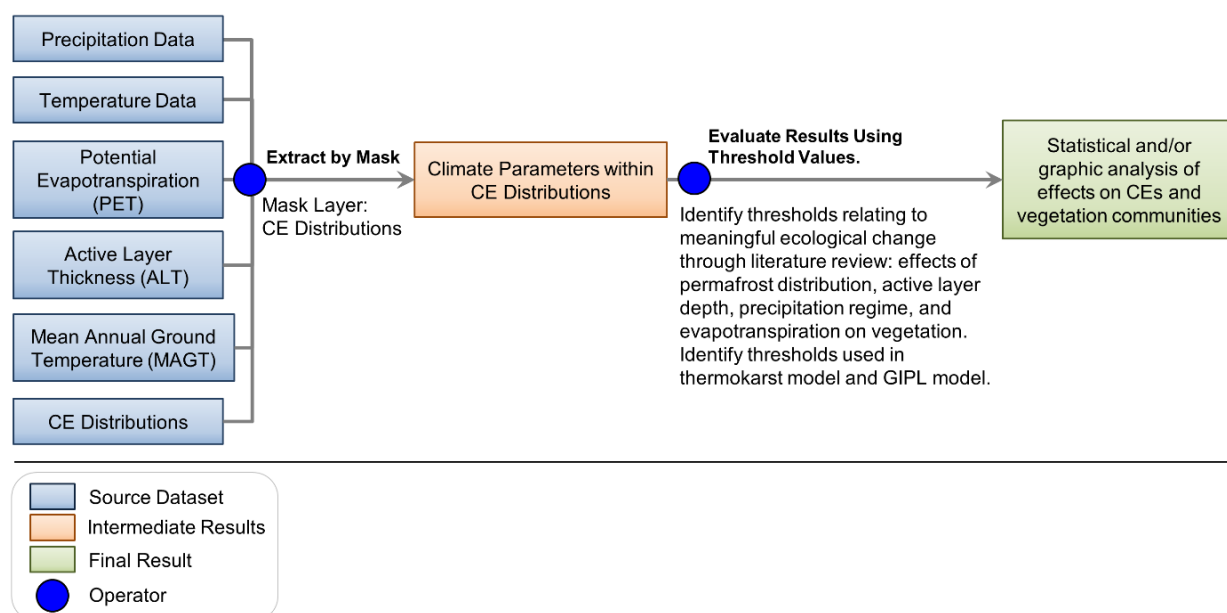 Precipitation Data
Temperature Data
Potential
Evapotranspiration
(PET)
Active Layer
Thickness (ALT)
Mean Annual Ground
Temperature (MAGT)
CE Distributions
Extract by Mask
Mask Layer:
CE Distributions
Climate Parameters within
CE Distributions
Evaluate Results Using
Threshold Values.
Identify thresholds relating to
meaningful ecological change
through literature review: effects of
permafrost distribution, active layer
depth, precipitation regime, and
evapotranspiration on vegetation.
Identify thresholds used in
thermokarst model and GIPL model.
Statistical and/or
graphic analysis of
effects on CEs and
vegetation communities
Source Dataset
Intermediate Results
Final Result
Operator